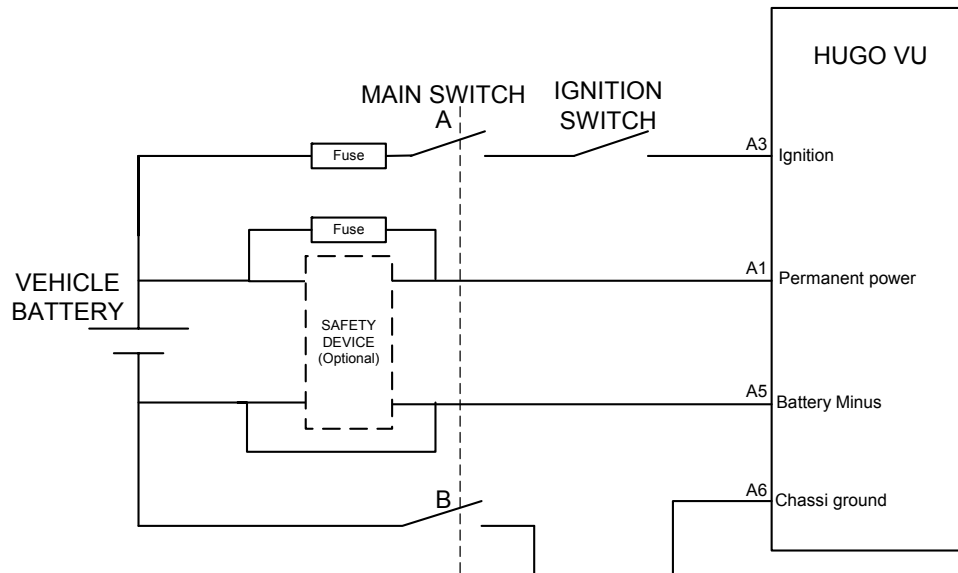 HUGO VU
MAIN SWITCH
A
IGNITION
SWITCH
Fuse
A3
Ignition
Fuse
A1
Permanent power
VEHICLE
BATTERY
SAFETY
DEVICE
(Optional)
A5
Battery Minus
B
A6
Chassi ground